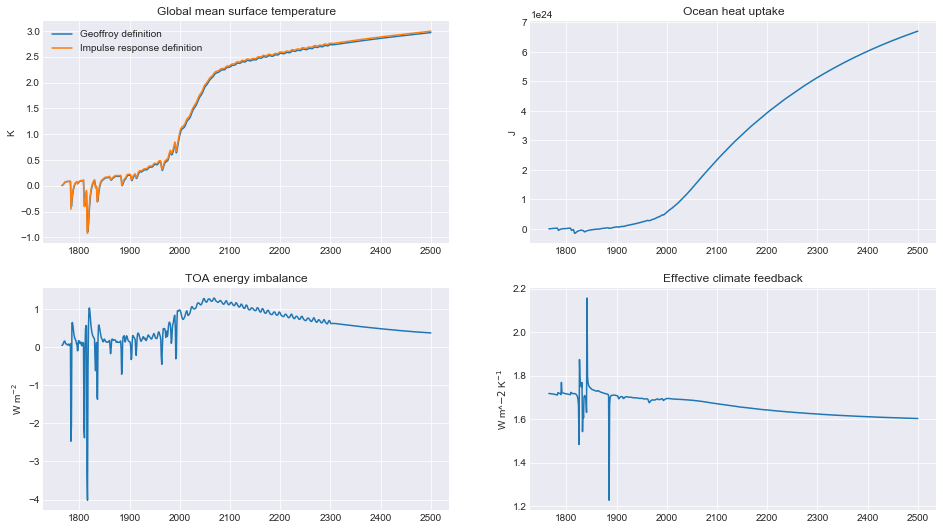 Global mean surface temperature
Geoffroy definition
Impulse response definition
K
3.0
2.5
2.0
1.5
1.0
0.5
0.0
−0.5
−1.0
1800 1900 2000 2100 2200 2300 2400 2500
Ocean heat uptake
1e24
J
7
6
5
4
3
2
1
0
1800 1900 2000 2100 2200 2300 2400 2500
TOA energy imbalance
W m⁻²
1
0
−1
−2
−3
−4
1800 1900 2000 2100 2200 2300 2400 2500
Effective climate feedback
W m^−2 K⁻¹
2.2
2.0
1.8
1.6
1.4
1.2
1800 1900 2000 2100 2200 2300 2400 2500